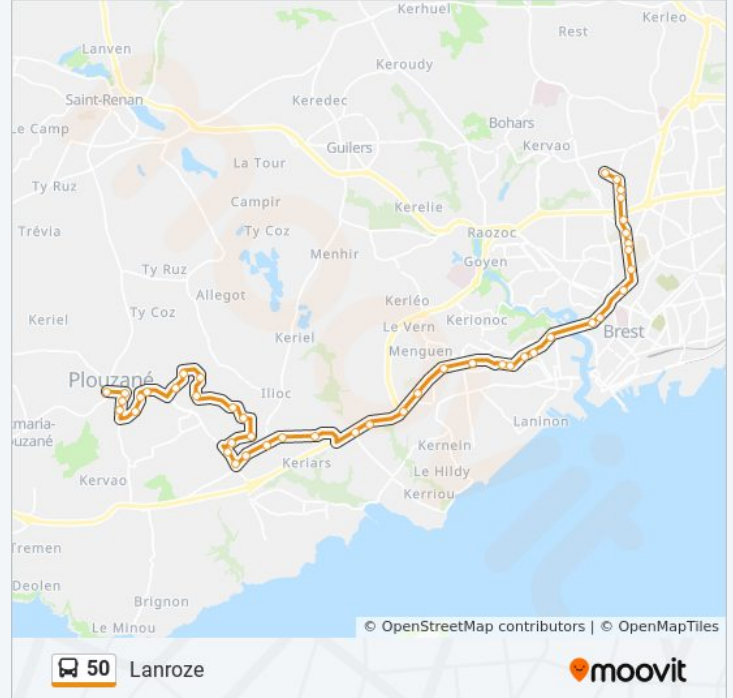 Kerhuel
Kerleo
Rest
Lanven
Keroudy
Saint-Renan
Keredec
Bohars
Le Camp
Guilers
Kervao
La Tour
Ty Ruz
Campir
Kerelie
Trévia
Ty Coz
Raozoc
Menhir
Goyen
Ty Ruz
Allegot
Kerléo
Ty Coz
Keriel
Kerionoc
Le Vern
Brest
Keriel
Menguen
Plouzané
Ilioc
maria-
ouzané
Laninon
Kernein
Keriars
Le Hildy
Kervao
Kerriou
Tremen
Deolen
Brignon
Le Minou
© OpenStreetMap contributors | © OpenMapTiles
50 Lanroze
moovit